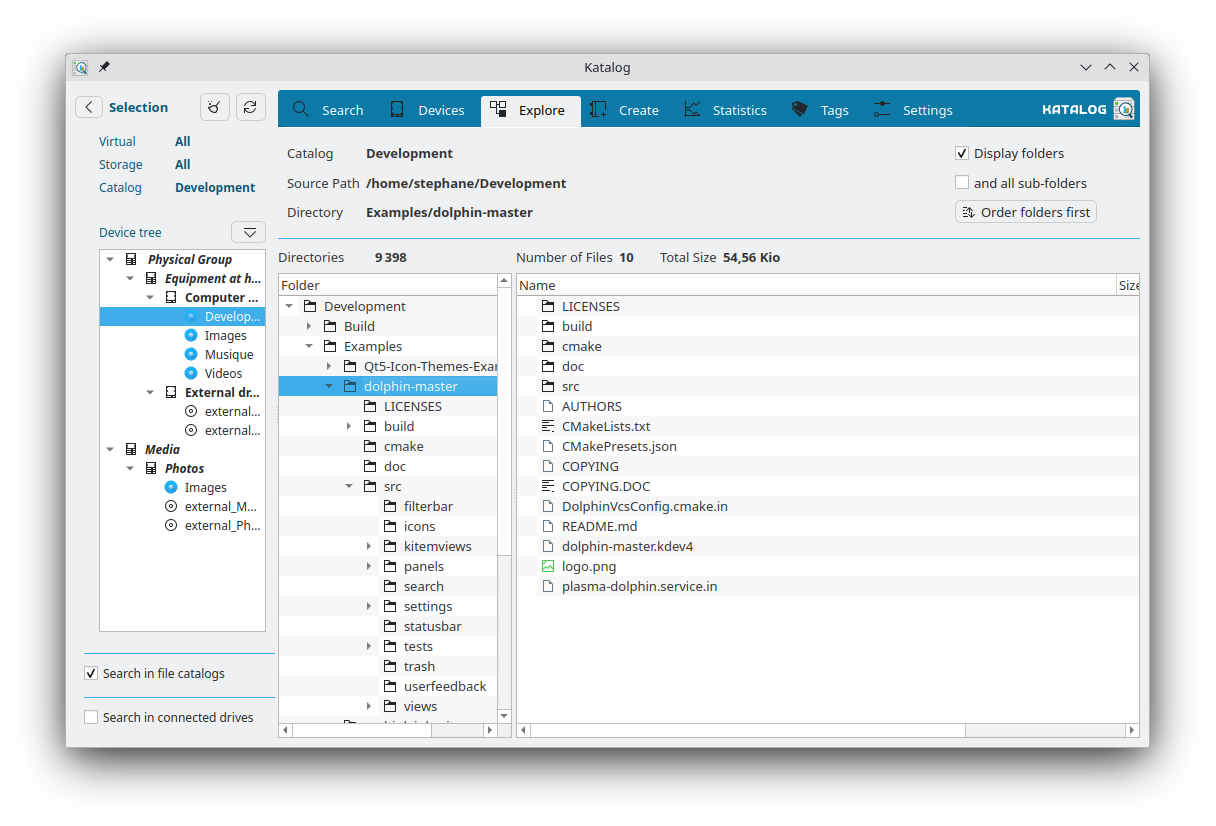 Katalog
Selection
Virtual All
Storage All
Catalog Development
Device tree
Physical Group
Equipment at h...
Computer ...
Develop...
Images
Musique
Videos
External dr...
external...
external...
Media
Photos
Images
external_M...
external_Ph...
Search in file catalogs
Search in connected drives
Search Devices Explore Create Statistics Tags Settings KATALOG
Catalog Development
Source Path /home/stephane/Development
Directory Examples/dolphin-master
Display folders
and all sub-folders
Order folders first
Directories 9 398
Number of Files 10 Total Size 54,56 Kio
Folder
Development
Build
Examples
Qt5-Icon-Themes-Exa
dolphin-master
LICENSES
build
cmake
doc
src
filterbar
icons
kitemviews
panels
search
settings
statusbar
tests
trash
userfeedback
views
Name Size
LICENSES
build
cmake
doc
src
AUTHORS
CMakeLists.txt
CMakePresets.json
COPYING
COPYING.DOC
DolphinVcsConfig.cmake.in
README.md
dolphin-master.kdev4
logo.png
plasma-dolphin.service.in